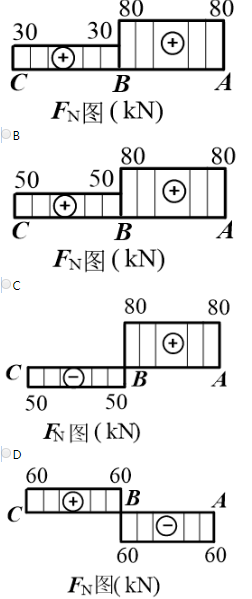 80 80
30 30
+ +
C B A
FN图 ( kN)
B
80 80
50 50
+ +
C B A
FN图 ( kN)
C
80 80
+
C − B A
50 50
FN图 ( kN)
D
60 60
+ B A
C −
60 60
FN图(kN)